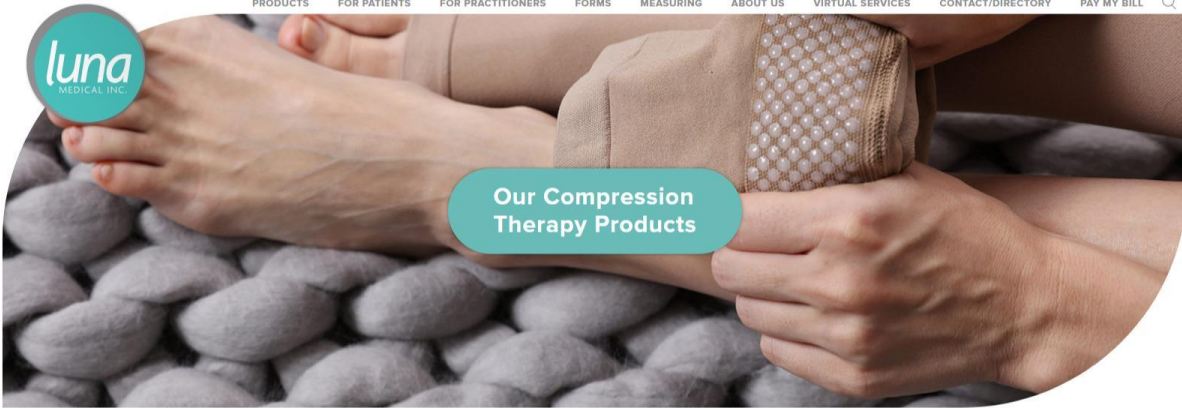 PRODUCTS FOR PATIENTS FOR PRACTITIONERS FORMS MEASURING ABOUT US VIRTUAL SERVICES CONTACT/DIRECTORY PAY MY BILL
luna
MEDICAL INC.
Our Compression
Therapy Products